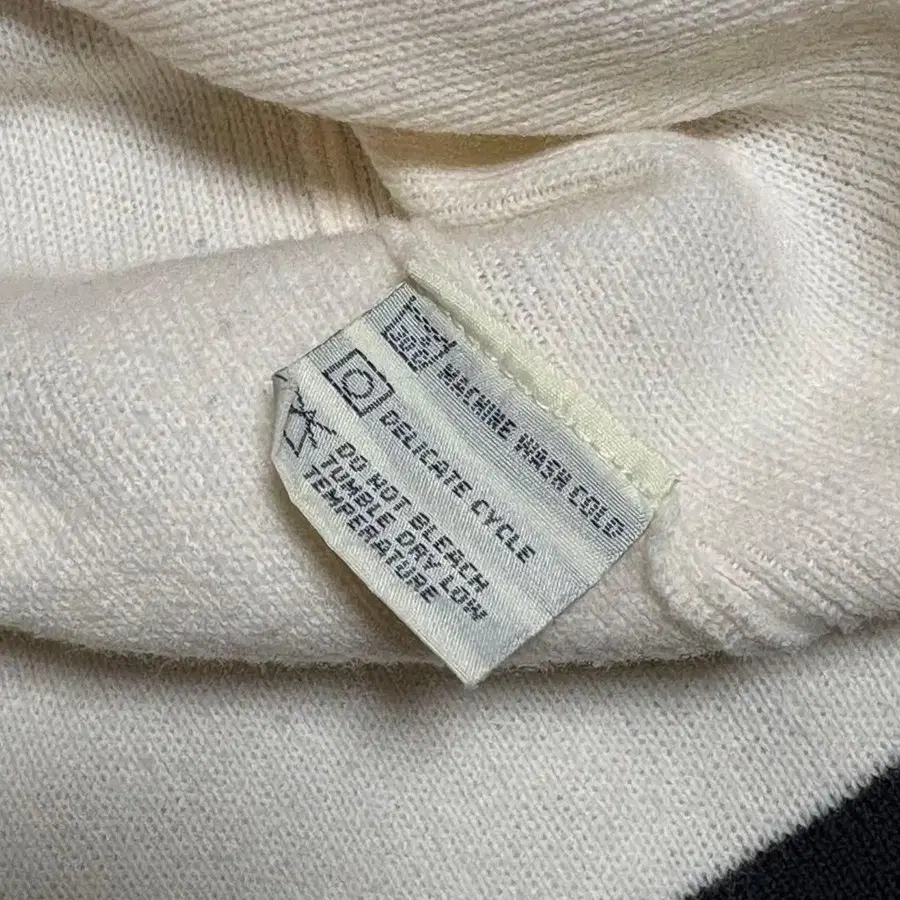 MACHINE WASH COLD
DELICATE CYCLE
DO NOT BLEACH
TUMBLE DRY LOW
TEMPERATURE